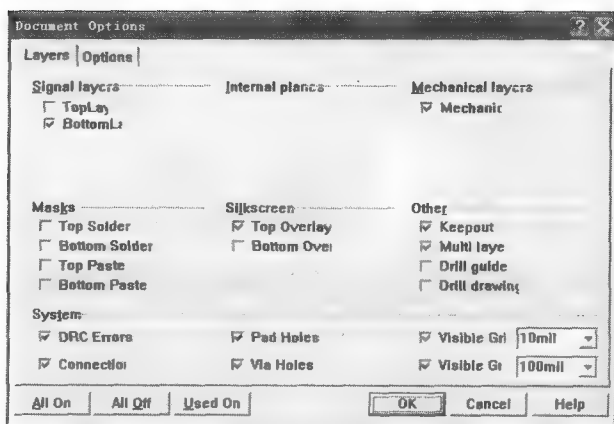 Document Options
Layers Options
Signal layers
TopLay
BottomLa
Internal planes
Mechanical layers
Mechanic
Masks
Top Solder
Bottom Solder
Top Paste
Bottom Paste
Silkscreen
Top Overlay
Bottom Over
Other
Keepout
Multi laye
Drill guide
Drill drawing
System
DRC Errors
Connection
Pad Holes
Via Holes
Visible Gri 10mil
Visible Gr 100mil
All On All Off Used On OK Cancel Help